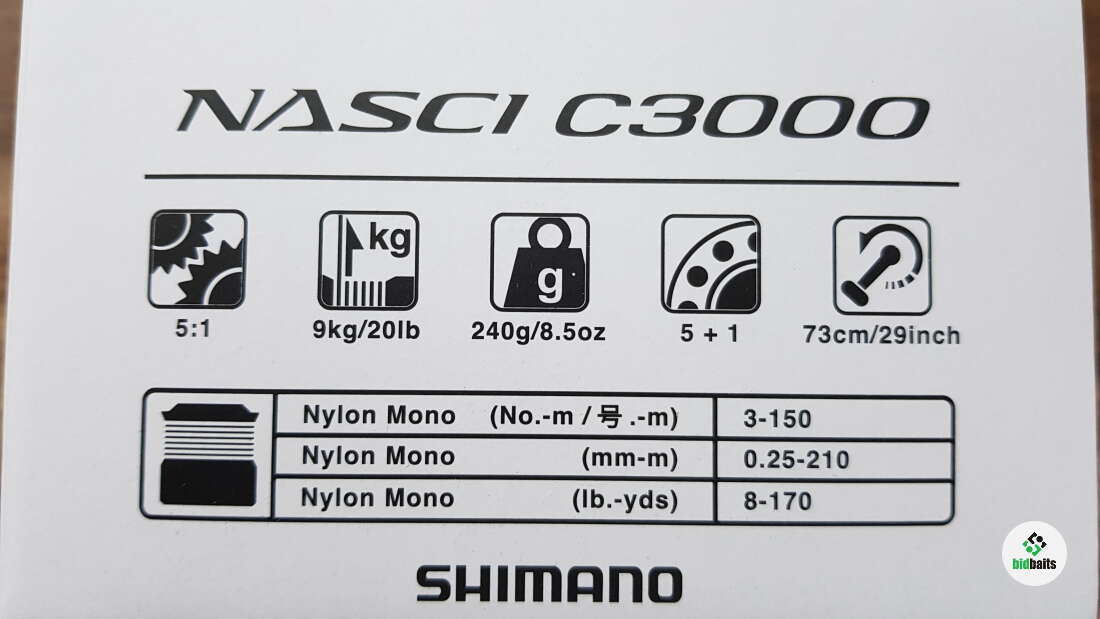 NASCI C3000
kg
g
5:1
9kg/20lb
240g/8.5oz
5 + 1
73cm/29inch
Nylon Mono (No.-m / 号 .-m) 3-150
Nylon Mono (mm-m) 0.25-210
Nylon Mono (lb.-yds) 8-170
SHIMANO
bidbaits